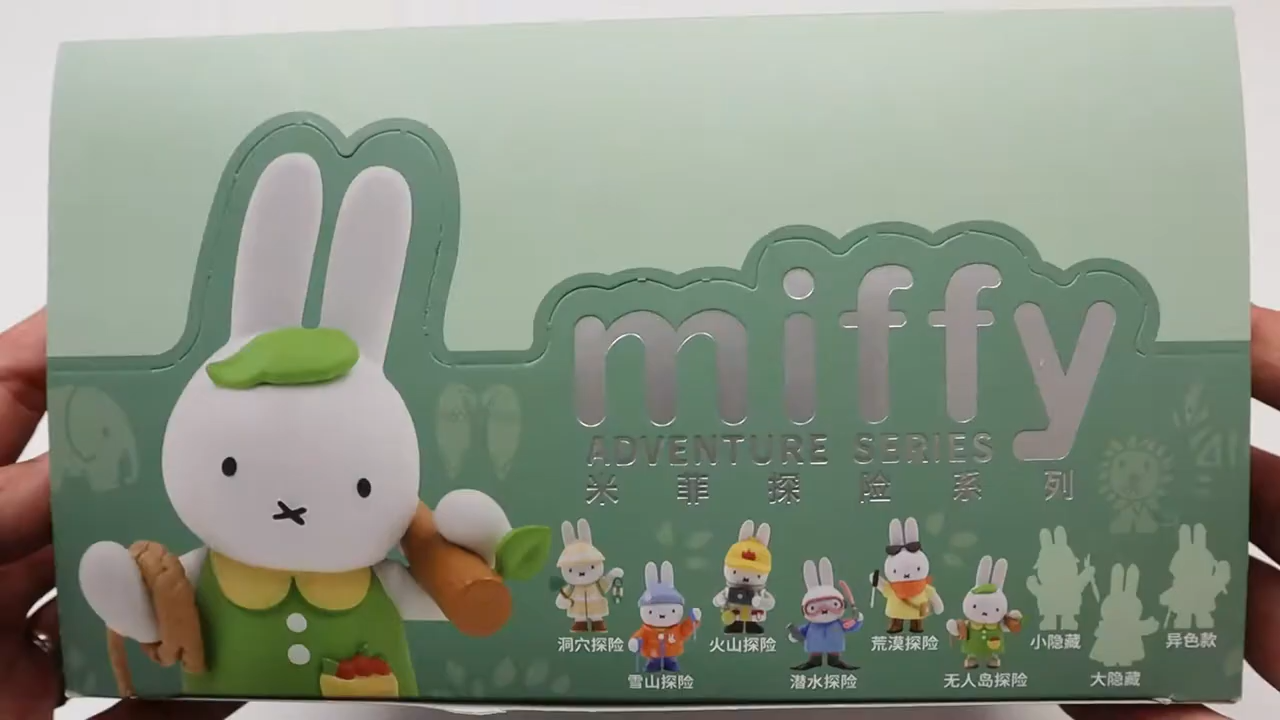 miffy
ADVENTURE SERIES
米菲探险系列
洞穴探险
雪山探险
火山探险
潜水探险
荒漠探险
无人岛探险
小隐藏
大隐藏
异色款